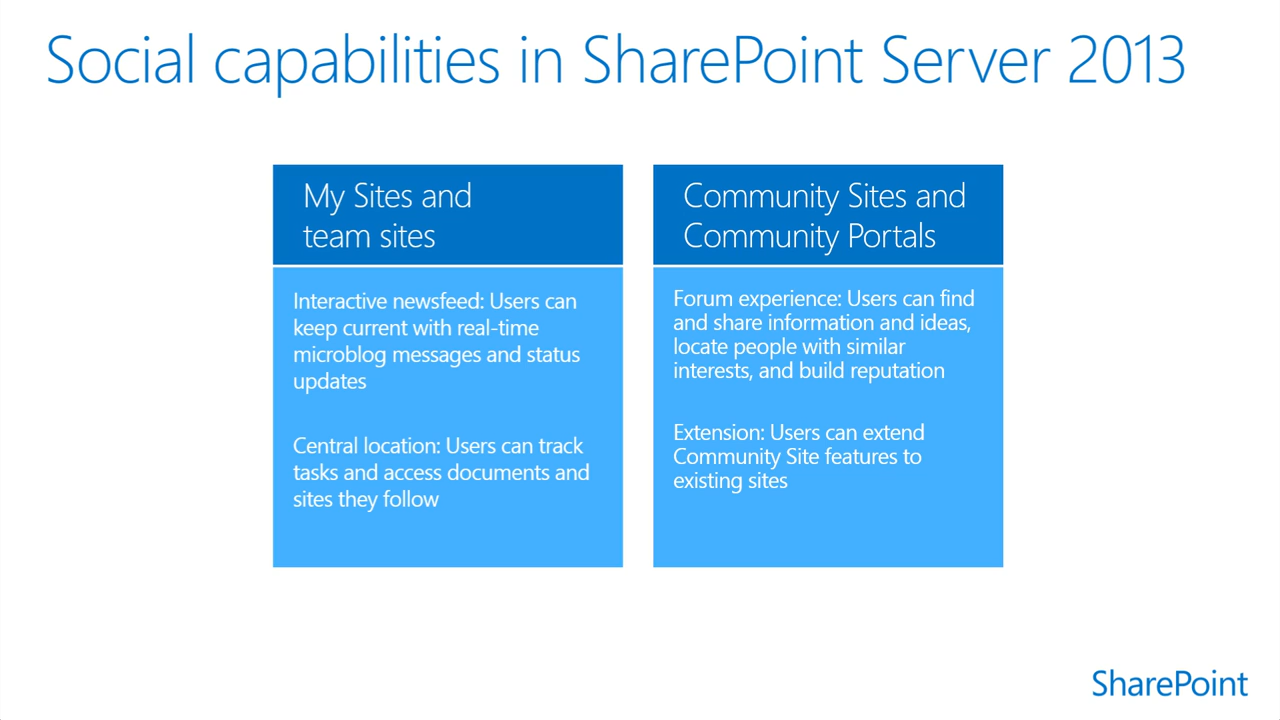 Social capabilities in SharePoint Server 2013
My Sites and
team sites
Interactive newsfeed: Users can
keep current with real-time
microblog messages and status
updates
Central location: Users can track
tasks and access documents and
sites they follow
Community Sites and
Community Portals
Forum experience: Users can find
and share information and ideas,
locate people with similar
interests, and build reputation
Extension: Users can extend
Community Site features to
existing sites
SharePoint